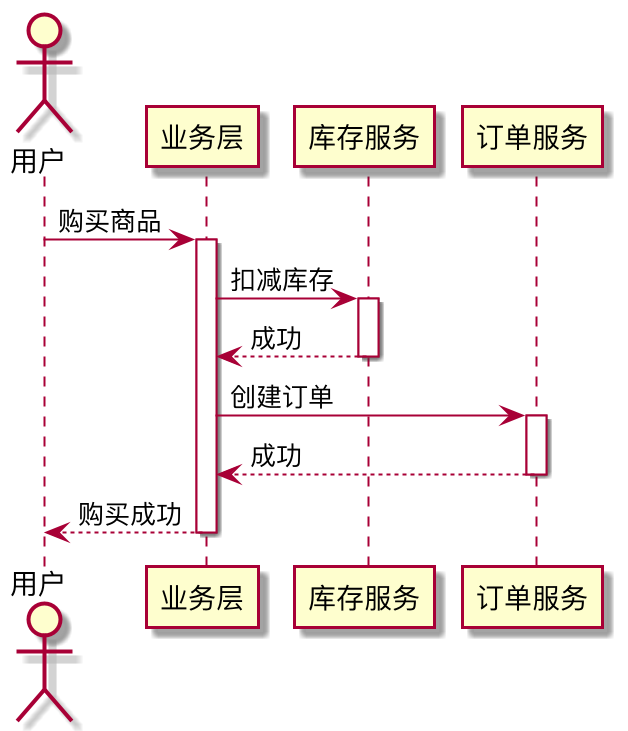 用户
业务层
库存服务
订单服务
购买商品
扣减库存
成功
创建订单
成功
购买成功
用户
业务层
库存服务
订单服务